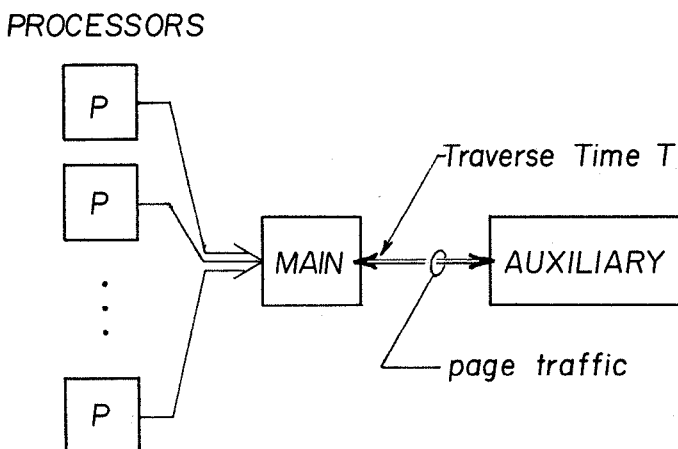 PROCESSORS
P
P
P
MAIN
Traverse Time T
AUXILIARY
page traffic